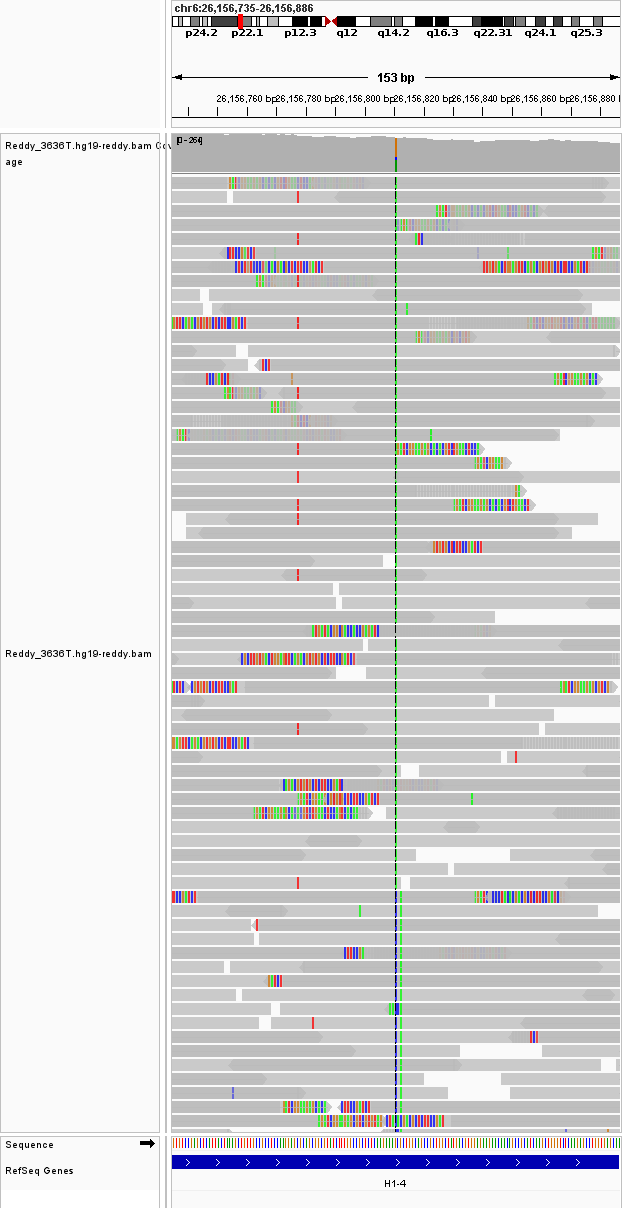 chr6:26,156,735-26,156,886
p24.2 p22.1 p12.3 q12 q14.2 q16.3 q22.31 q24.1 q25.3
153 bp
26,156,760 bp 26,156,780 bp 26,156,800 bp 26,156,820 bp 26,156,840 bp 26,156,860 bp 26,156,880
Reddy_3636T.hg19-reddy.bam Cov
age
Reddy_3636T.hg19-reddy.bam
Sequence
RefSeq Genes
H1-4